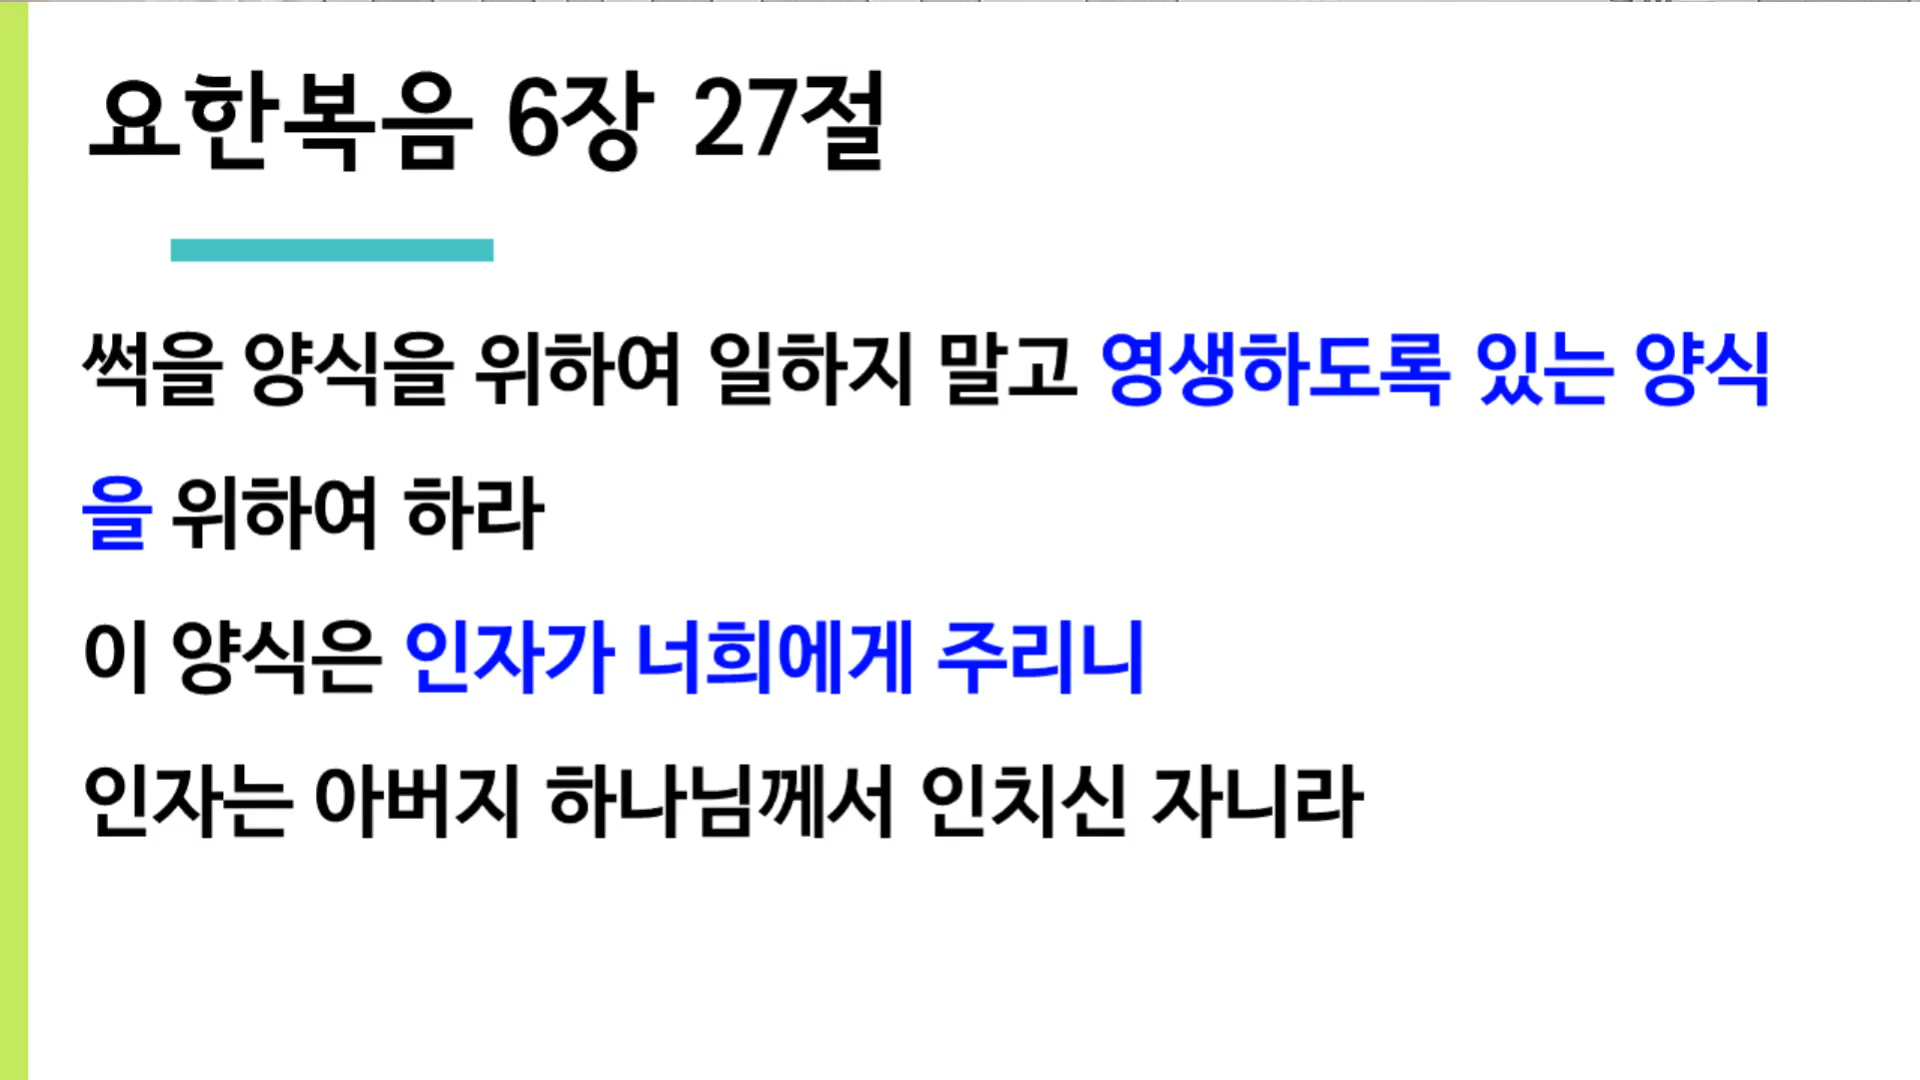 요한복음 6장 27절
썩을 양식을 위하여 일하지 말고 영생하도록 있는 양식
을 위하여 하라
이 양식은 인자가 너희에게 주리니
인자는 아버지 하나님께서 인치신 자니라